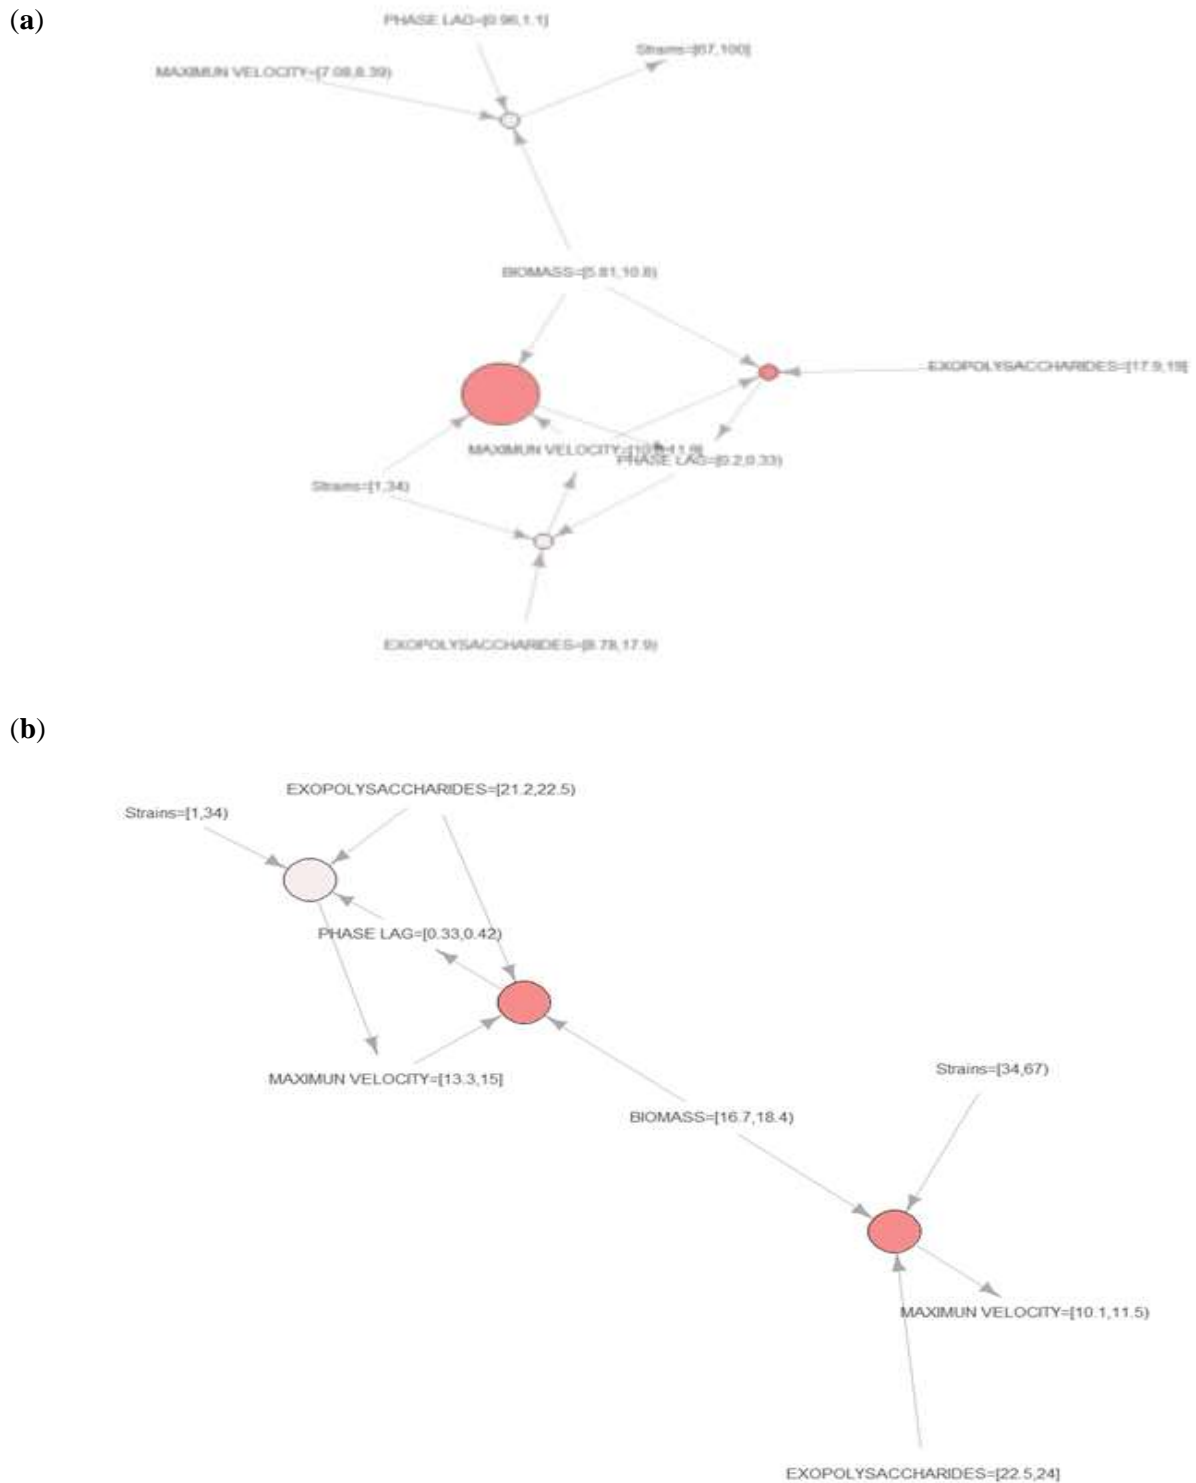 (a)
PHASE LAG=[0.96,1.1]
Strains=[67,100]
MAXIMUN VELOCITY=[7.08,8.39)
BIOMASS=[5.81,10.8)
EXOPOLYSACCHARIDES=[17.9,19[
MAXIMUN VELOCITY=
PHASE LAG=[0.2,0.33)
Strains=[1,34)
EXOPOLYSACCHARIDES=[8.78,17.9)
(b)
EXOPOLYSACCHARIDES=[21.2,22.5)
Strains=[1,34)
PHASE LAG=[0.33,0.42)
MAXIMUN VELOCITY=[13.3,15]
Strains=[34,67)
BIOMASS=[16.7,18.4)
MAXIMUN VELOCITY=[10.1,11.5)
EXOPOLYSACCHARIDES=[22.5,24]